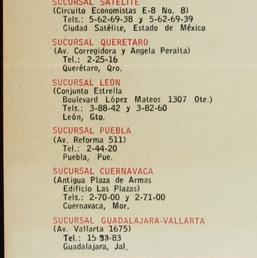 SUCURSAL SATELITE
(Circuito Economistas E-8 No. 8)
Tels.: 5-62-69-38 y 5-62-69-39
Ciudad Satélite, Estado de México
SUCURSAL QUERETARO
(Av. Corregidora y Angela Peralta)
Tel.: 2-25-16
Querétaro, Qro.
SUCURSAL LEON
(Conjunto Estrella
Boulevard López Mateos 1307 Ote.)
Tels.: 3-88-42 y 3-82-60
León, Gto.
SUCURSAL PUEBLA
(Av. Reforma 511)
Tel.: 2-44-20
Puebla, Pue.
SUCURSAL CUERNAVACA
(Antigua Plaza de Armas
Edificio Las Plazas)
Tels.: 2-70-00 y 2-71-00
Cuernavaca, Mor.
SUCURSAL GUADALAJARA-VALLARTA
(Av. Vallarta 1675)
Tel.: 15-93-83
Guadalajara, Jal.